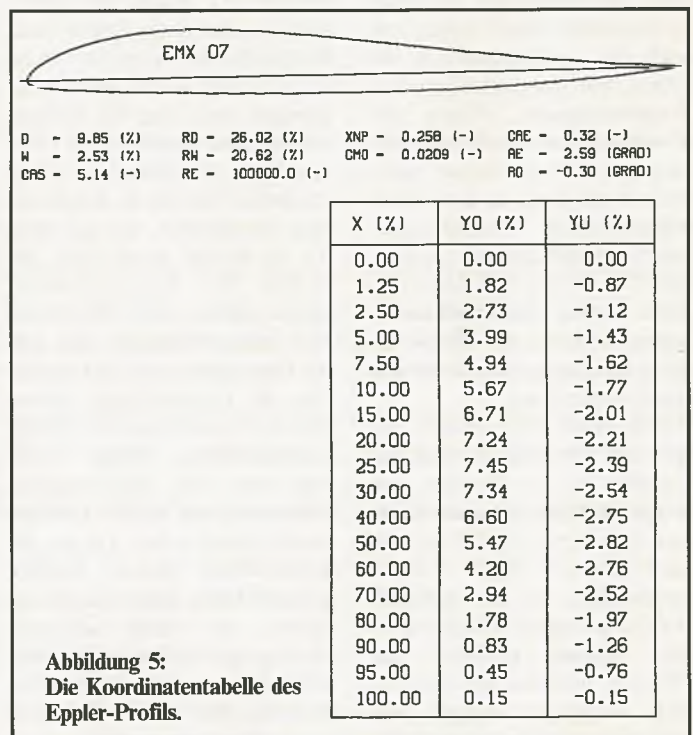 EMX 07
D - 9.85 (%) RD - 26.02 (%) XNP - 0.258 (-) CAE - 0.32 (-)
W - 2.53 (%) RW - 20.62 (%) CM0 - 0.0209 (-) AE - 2.59 (GRAD)
CAS - 5.14 (-) RE - 100000.0 (-) A0 - -0.30 (GRAD)
X (%) YO (%) YU (%)
0.00 0.00 0.00
1.25 1.82 -0.87
2.50 2.73 -1.12
5.00 3.99 -1.43
7.50 4.94 -1.62
10.00 5.67 -1.77
15.00 6.71 -2.01
20.00 7.24 -2.21
25.00 7.45 -2.39
30.00 7.34 -2.54
40.00 6.60 -2.75
50.00 5.47 -2.82
60.00 4.20 -2.76
70.00 2.94 -2.52
80.00 1.78 -1.97
90.00 0.83 -1.26
95.00 0.45 -0.76
100.00 0.15 -0.15
Abbildung 5:
Die Koordinatentabelle des
Eppler-Profils.